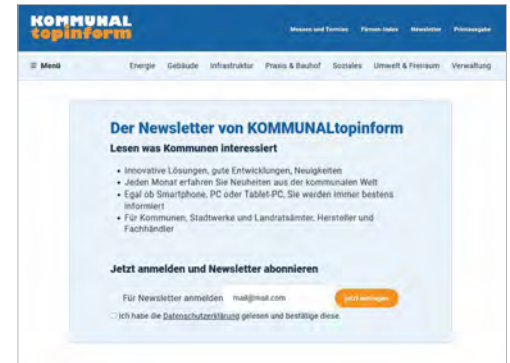 KOMMUNAL
topinform
Messen und Termine Firmen-Index Newsletter Printausgabe
≡ Menü Energie Gebäude Infrastruktur Praxis & Bauhof Soziales Umwelt & Freiraum Verwaltung
Der Newsletter von KOMMUNALtopinform
Lesen was Kommunen interessiert
• Innovative Lösungen, gute Entwicklungen, Neuigkeiten
• Jeden Monat erfahren Sie Neuheiten aus der kommunalen Welt
• Egal ob Smartphone, PC oder Tablet-PC, Sie werden immer bestens
informiert
• Für Kommunen, Stadtwerke und Landratsämter, Hersteller und
Fachhändler
Jetzt anmelden und Newsletter abonnieren
Für Newsletter anmelden mail@mail.com jetzt
Ich habe die Datenschutzerklärung gelesen und bestätige diese.